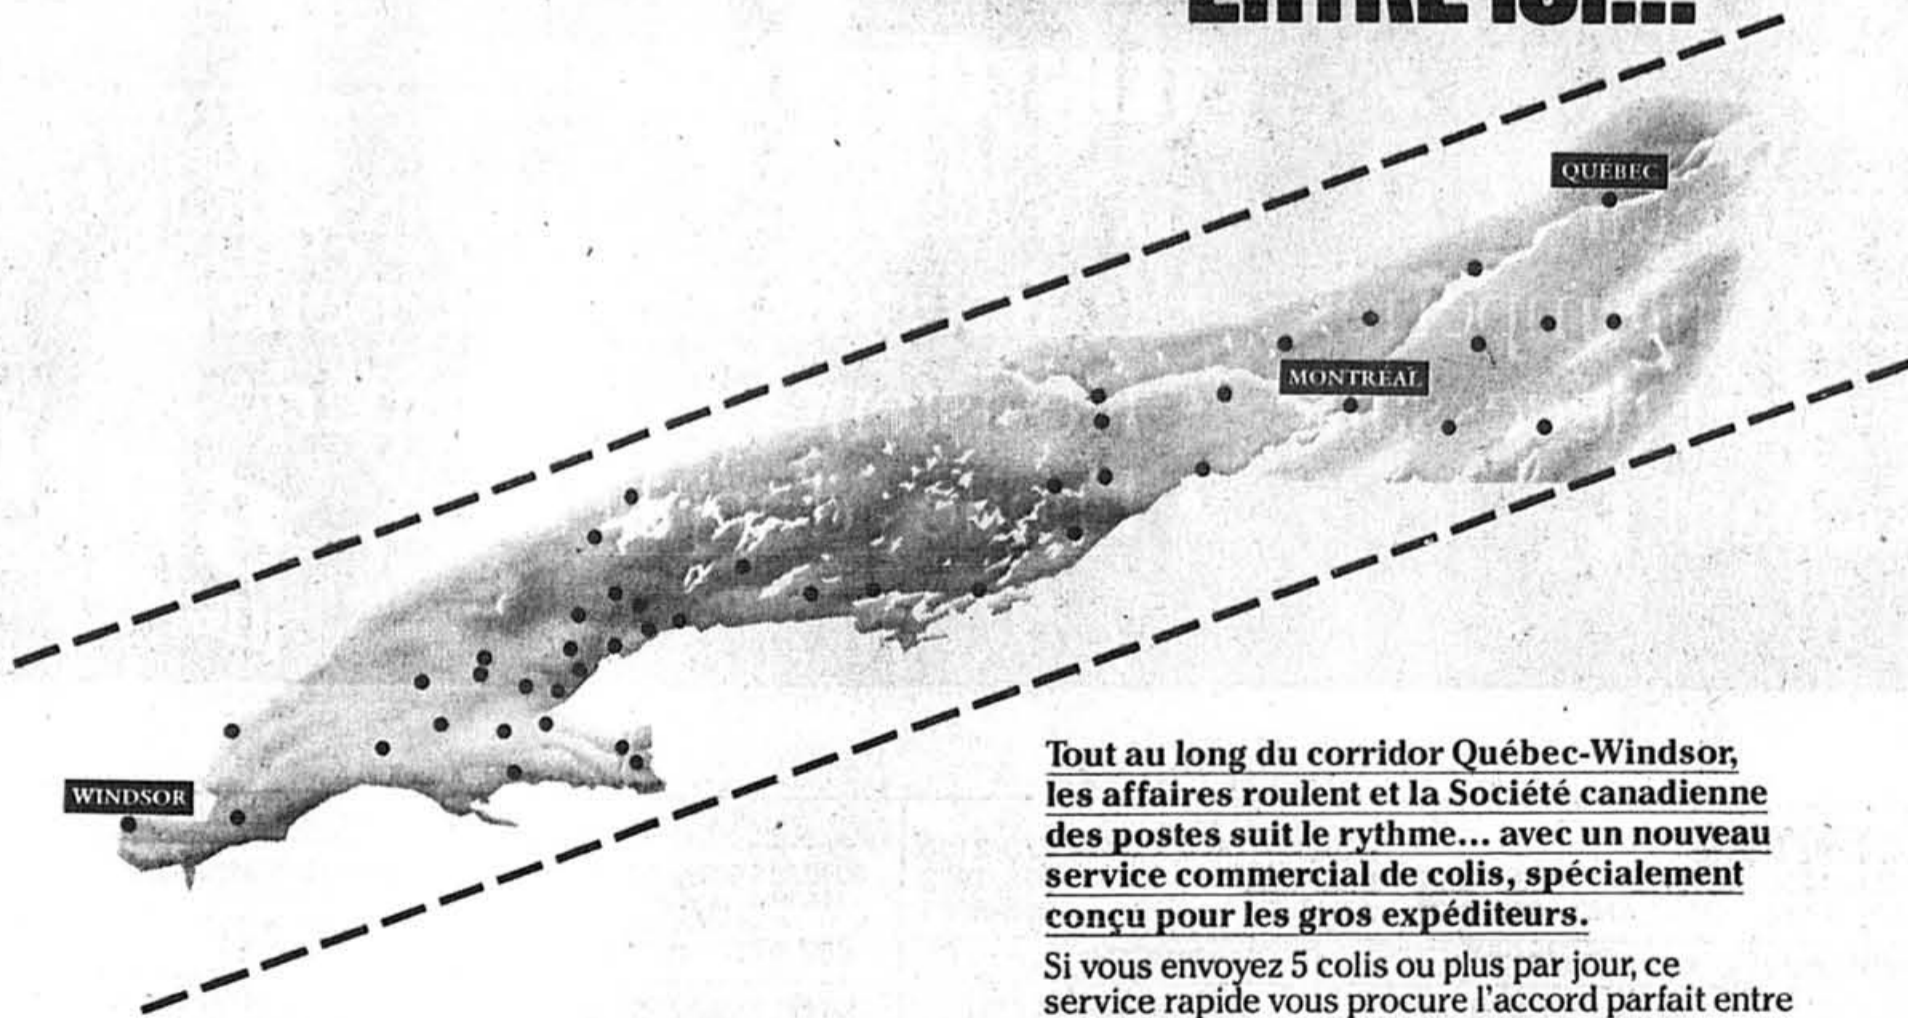 ENTRE ICI...
QUÉBEC
MONTRÉAL
WINDSOR
Tout au long du corridor Québec-Windsor,
les affaires roulent et la Société canadienne
des postes suit le rythme... avec un nouveau
service commercial de colis, spécialement
conçu pour les gros expéditeurs.
Si vous envoyez 5 colis ou plus par jour, ce
service rapide vous procure l'accord parfait entre